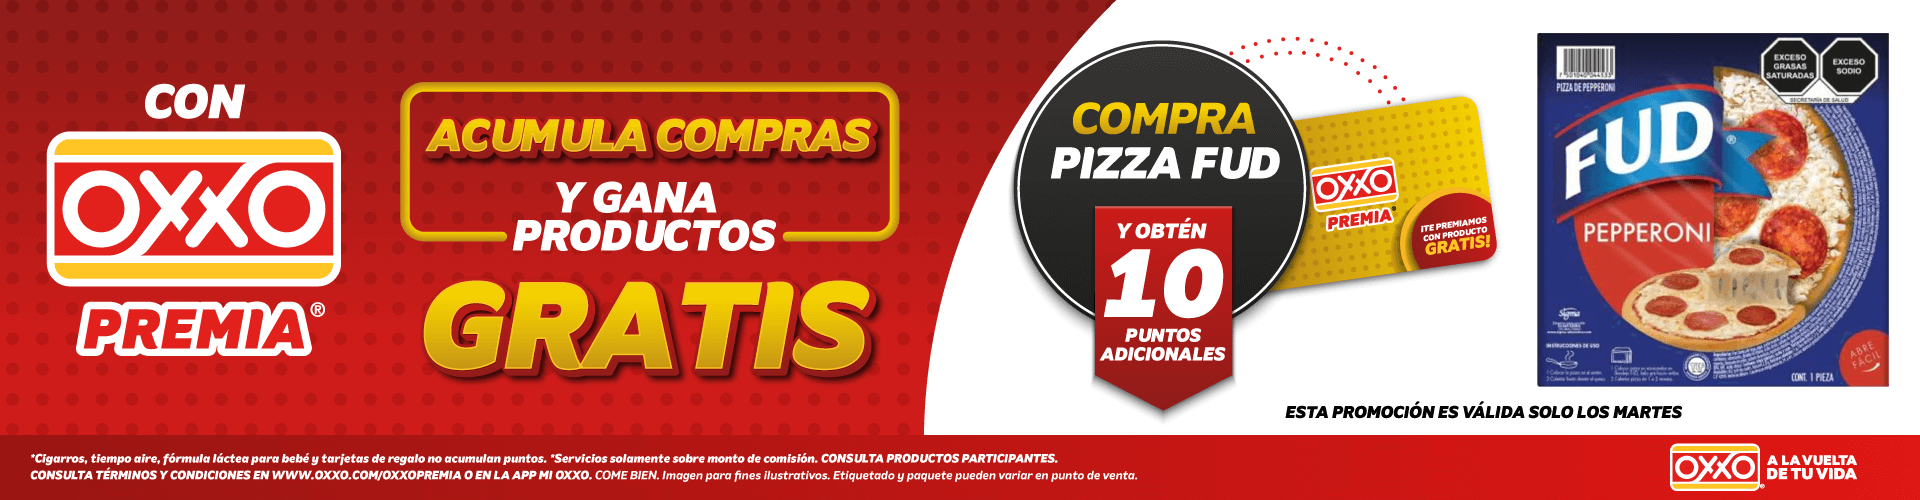 CON
OXXO
PREMIA®
ACUMULA COMPRAS
Y GANA
PRODUCTOS
GRATIS
COMPRA
PIZZA FUD
Y OBTÉN
10
PUNTOS
ADICIONALES
OXXO
PREMIA®
¡TE PREMIAMOS
CON PRODUCTO
GRATIS!
PIZZA DE PEPPERONI
EXCESO
GRASAS
SATURADAS
EXCESO
SODIO
SECRETARÍA DE SALUD
FUD®
PEPPERONI
Sigma
INSTRUCCIONES DE USO
ABRE
FÁCIL
CONT. 1 PIEZA
ESTA PROMOCIÓN ES VÁLIDA SOLO LOS MARTES
*Cigarros, tiempo aire, fórmula láctea para bebé y tarjetas de regalo no acumulan puntos. *Servicios solamente sobre monto de comisión. CONSULTA PRODUCTOS PARTICIPANTES.
CONSULTA TÉRMINOS Y CONDICIONES EN WWW.OXXO.COM/OXXOPREMIA O EN LA APP MI OXXO. COME BIEN. Imagen para fines ilustrativos. Etiquetado y paquete pueden variar en punto de venta.
OXXO®
A LA VUELTA
DE TU VIDA